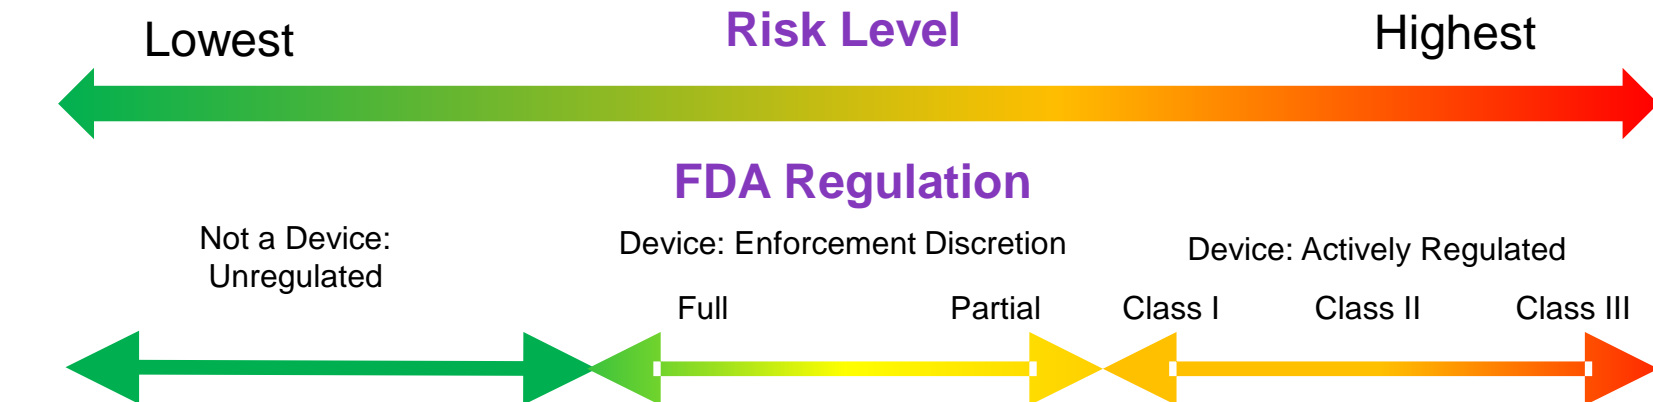 Lowest
Risk Level
Highest
FDA Regulation
Not a Device:
Unregulated
Device: Enforcement Discretion
Device: Actively Regulated
Full
Partial
Class I
Class II
Class III